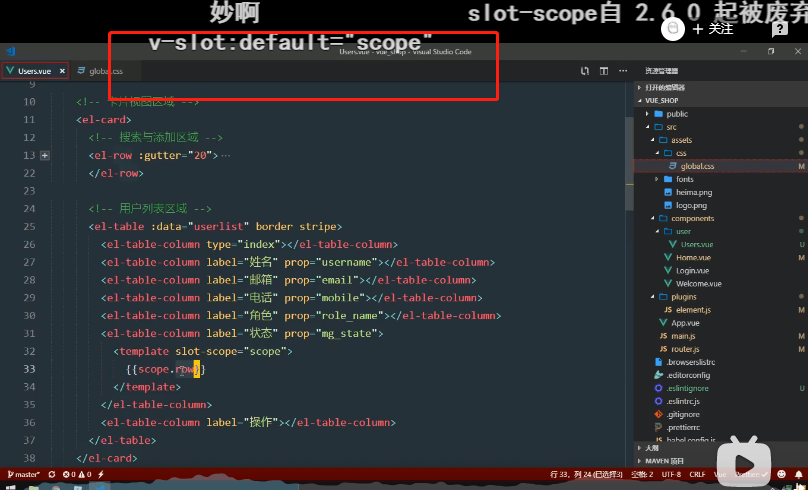 妙啊
slot-scope自 2.6.0 起被废弃
+ 关注
v-slot:default="scope"
Users.vue - vue_shop - Visual Studio Code
Users.vue ×
global.css
资源管理器
打开的编辑器
VUE_SHOP
public
src
assets
css
global.css M
fonts
heima.png
logo.png
components
user
Users.vue U
Home.vue M
Login.vue
Welcome.vue
plugins
element.js M
App.vue
main.js M
router.js M
.browserslistrc
.editorconfig
.eslintignore U
.eslintrc.js
.gitignore
.prettierrc
babel.config.js
大纲
MAVEN 项目
9
10 <!-- 卡片视图区域 -->
11 <el-card>
12 <!-- 搜索与添加区域 -->
13 <el-row :gutter="20">…
22 </el-row>
23
24 <!-- 用户列表区域 -->
25 <el-table :data="userlist" border stripe>
26 <el-table-column type="index"></el-table-column>
27 <el-table-column label="姓名" prop="username"></el-table-column>
28 <el-table-column label="邮箱" prop="email"></el-table-column>
29 <el-table-column label="电话" prop="mobile"></el-table-column>
30 <el-table-column label="角色" prop="role_name"></el-table-column>
31 <el-table-column label="状态" prop="mg_state">
32 <template slot-scope="scope">
33 {{scope.row}}
34 </template>
35 </el-table-column>
36 <el-table-column label="操作"></el-table-column>
37 </el-table>
38 </el-card>
master* 0 0 行 33，列 24 (已选择3) 空格: 2 UTF-8 CRLF Vue